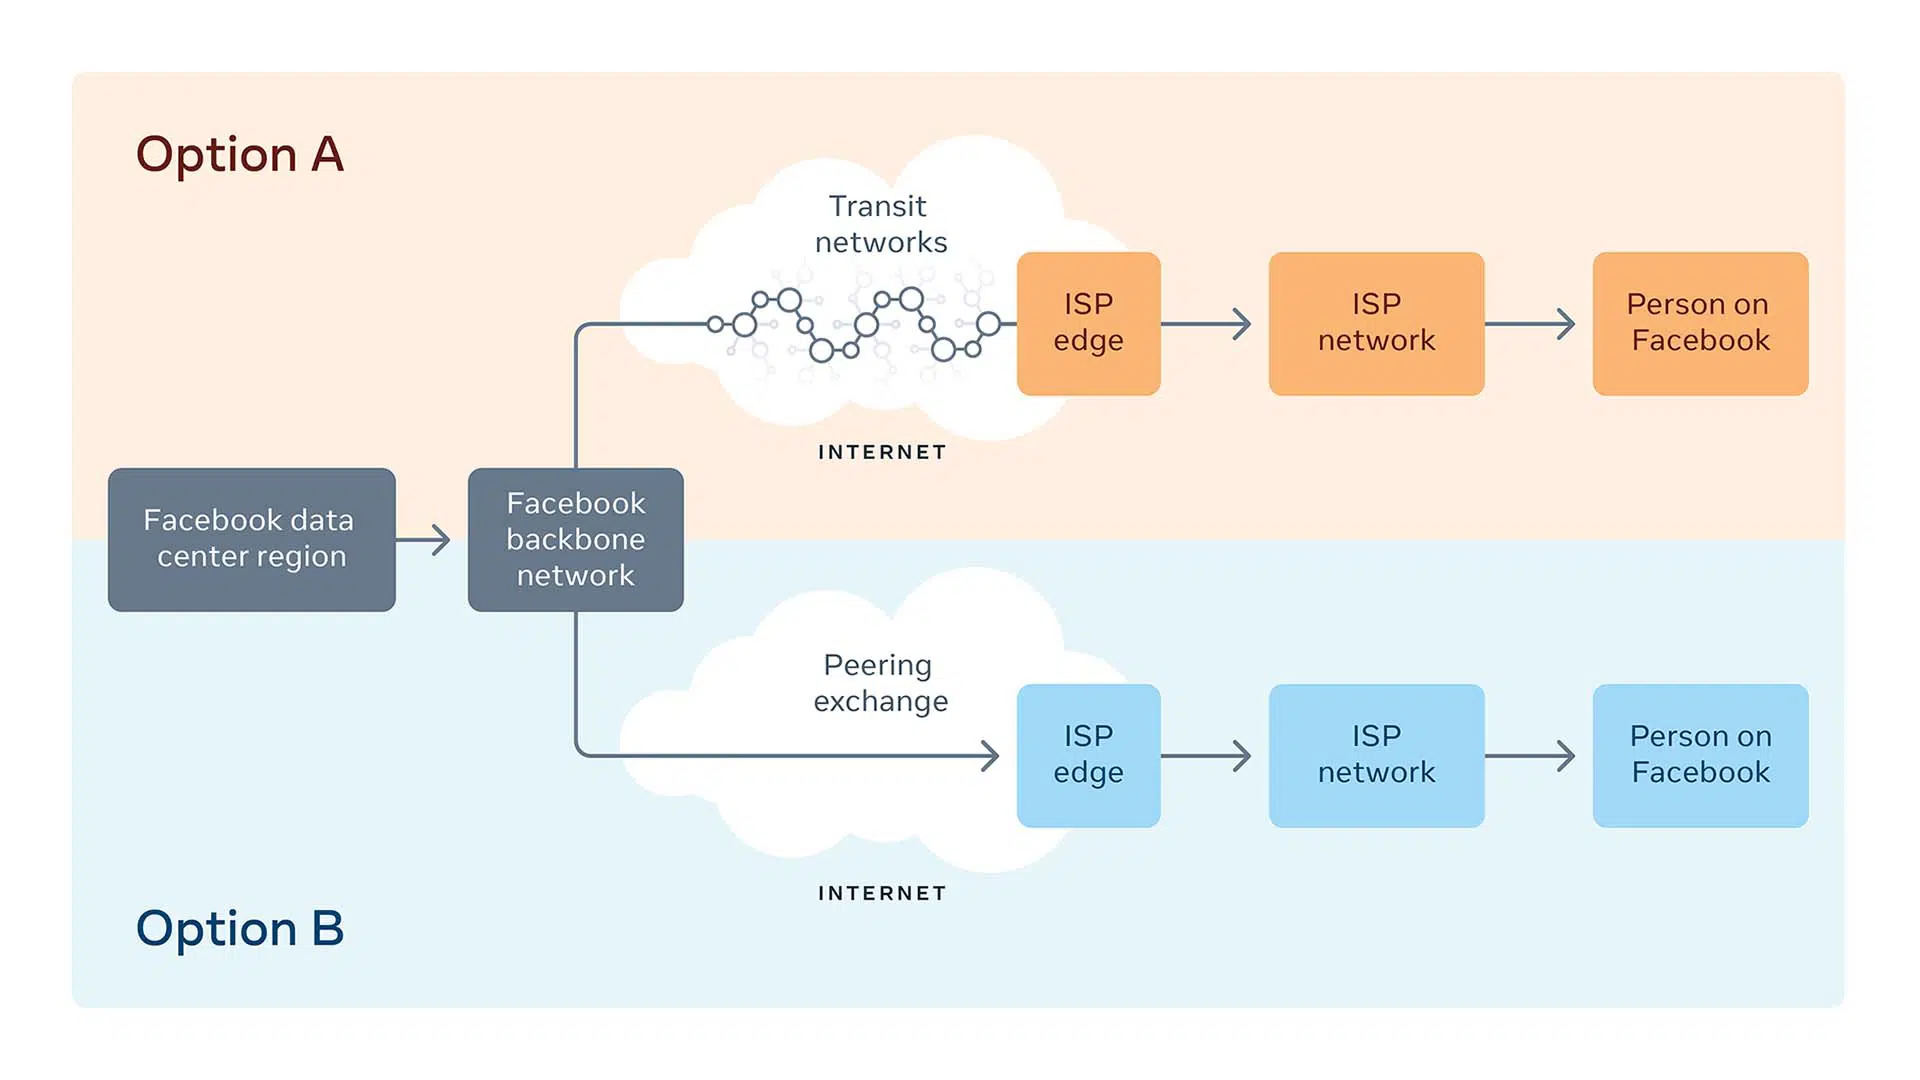 Option A
Transit
networks
ISP
edge
ISP
network
Person on
Facebook
INTERNET
Facebook data
center region
Facebook
backbone
network
Peering
exchange
ISP
edge
ISP
network
Person on
Facebook
INTERNET
Option B